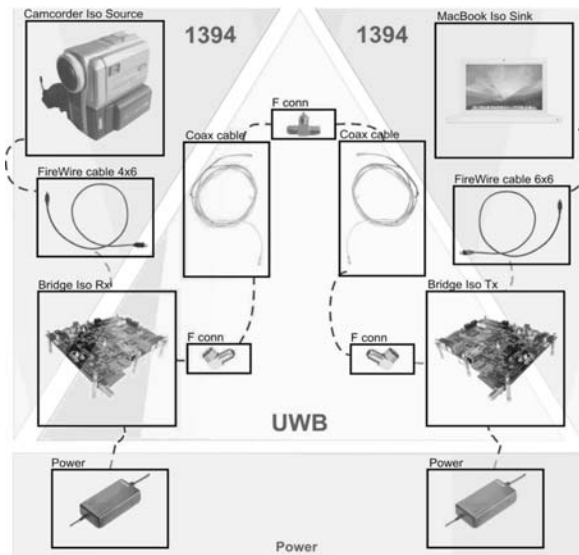 Camcorder Iso Source
1394
1394
MacBook Iso Sink
F conn
Coax cable
Coax cable
FireWire cable 4x6
FireWire cable 6x6
Bridge Iso Rx
Bridge Iso Tx
F conn
F conn
UWB
Power
Power
Power